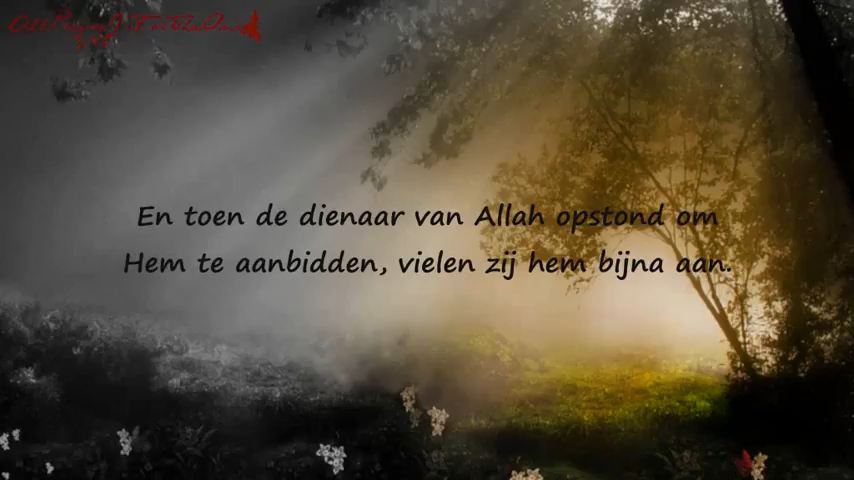 En toen de dienaar van Allah opstond om
Hem te aanbidden, vielen zij hem bijna aan.